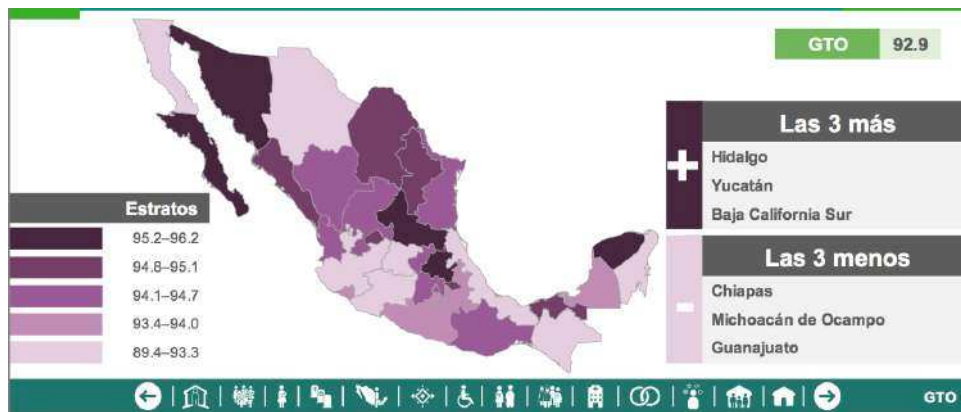 GTO 92.9
Las 3 más
+
Hidalgo
Yucatán
Baja California Sur
Estratos
95.2–96.2
94.8–95.1
94.1–94.7
93.4–94.0
89.4–93.3
Las 3 menos
-
Chiapas
Michoacán de Ocampo
Guanajuato
GTO